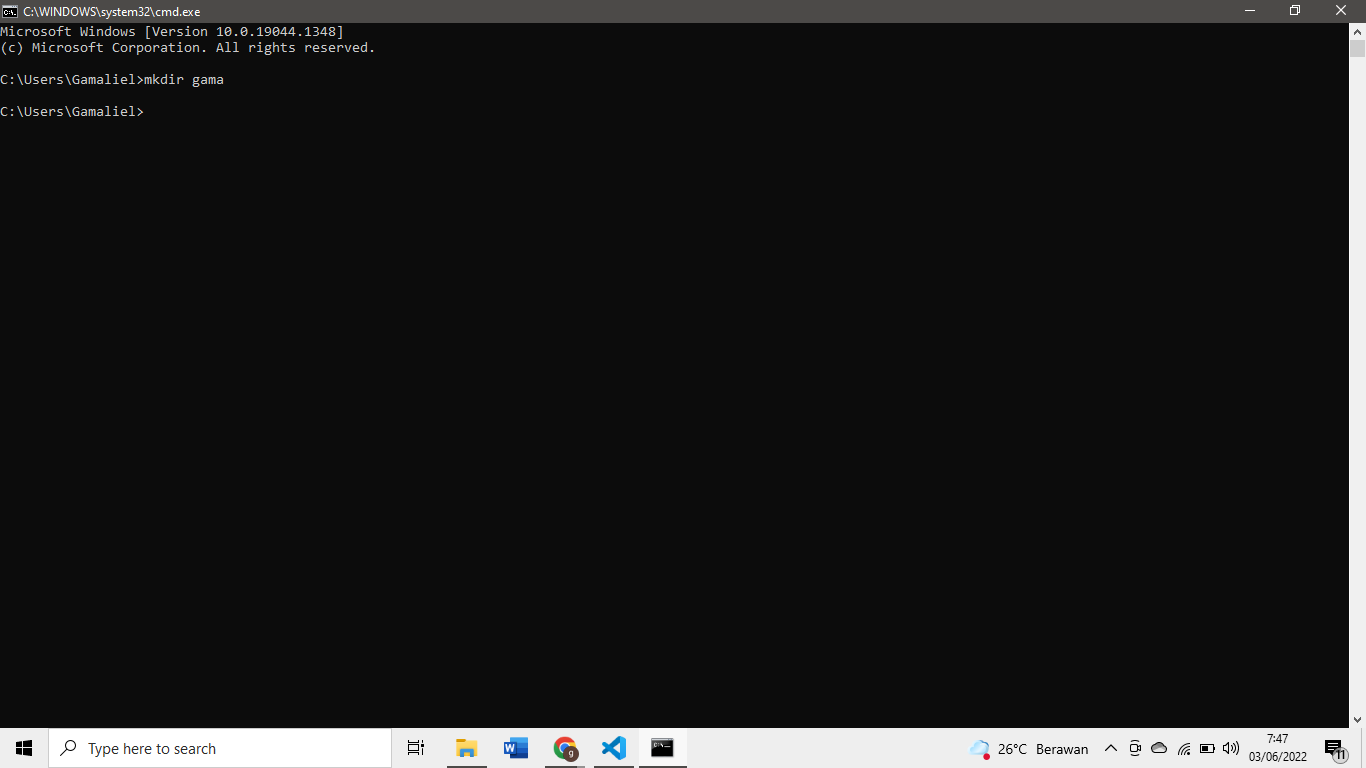 C:\WINDOWS\system32\cmd.exe
Microsoft Windows [Version 10.0.19044.1348]
(c) Microsoft Corporation. All rights reserved.
C:\Users\Gamaliel>mkdir gama
C:\Users\Gamaliel>
Type here to search
26°C Berawan
7:47
03/06/2022
11